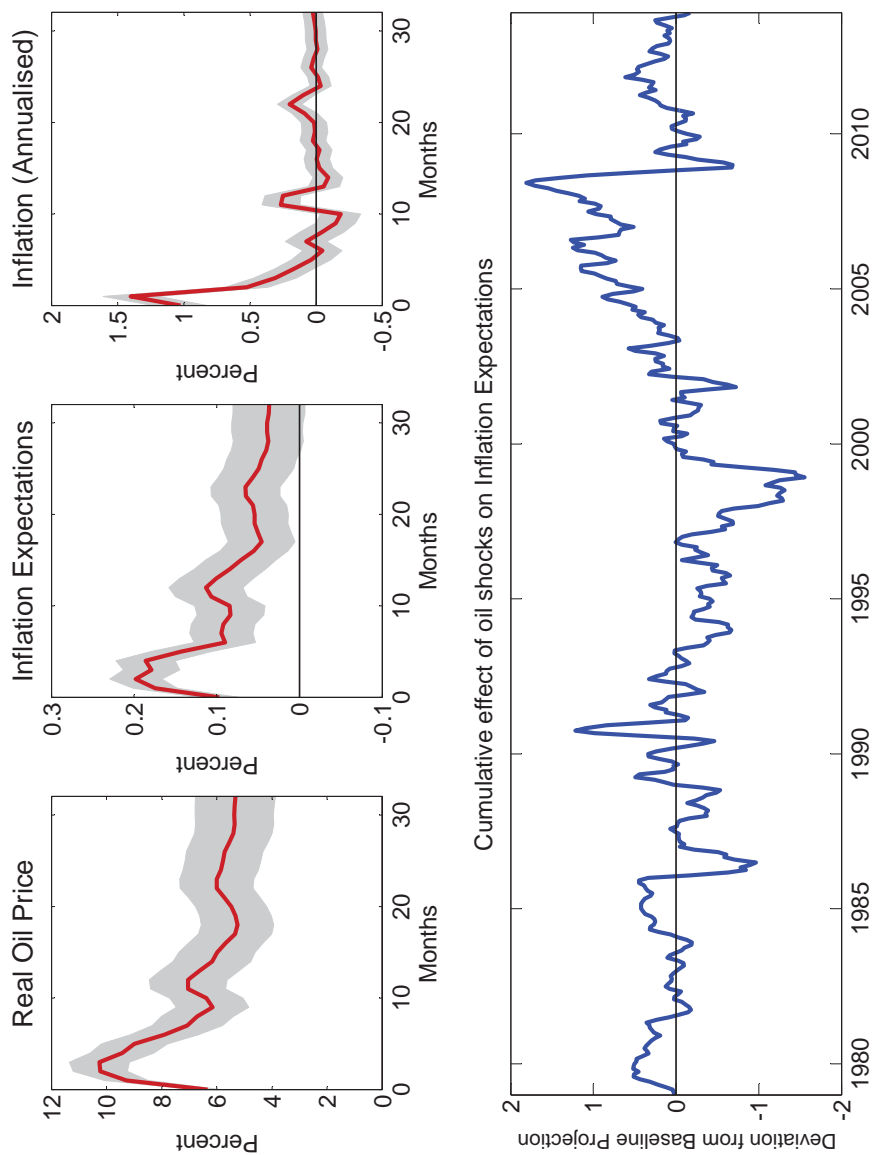 Real Oil Price
12
10
8
6
4
2
0
Percent
0 10 20 30
Months
Inflation Expectations
0.3
0.2
0.1
0
-0.1
Percent
0 10 20 30
Months
Inflation (Annualised)
2
1.5
1
0.5
0
-0.5
Percent
0 10 20 30
Months
Cumulative effect of oil shocks on Inflation Expectations
2
1
0
-1
-2
Deviation from Baseline Projection
1980 1985 1990 1995 2000 2005 2010